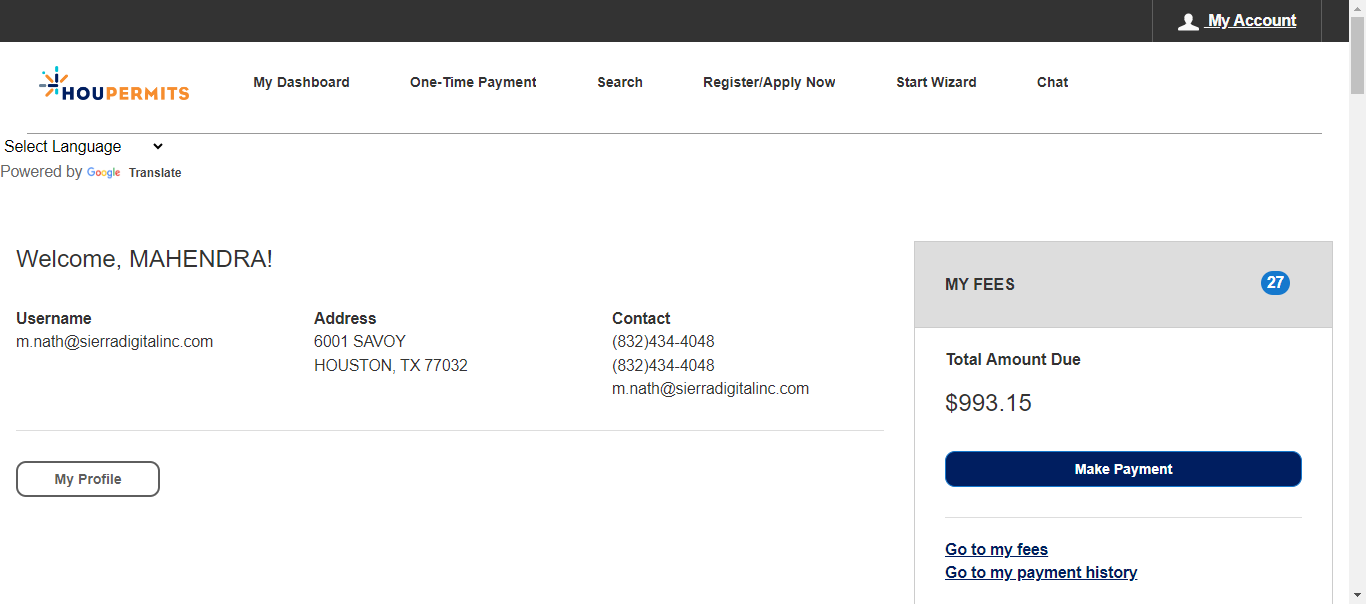 My Account
HOUPERMITS
My Dashboard One-Time Payment Search Register/Apply Now Start Wizard Chat
Select Language
Powered by Google Translate
Welcome, MAHENDRA!
Username
m.nath@sierradigitalinc.com
Address
6001 SAVOY
HOUSTON, TX 77032
Contact
(832)434-4048
(832)434-4048
m.nath@sierradigitalinc.com
My Profile
MY FEES 27
Total Amount Due
$993.15
Make Payment
Go to my fees
Go to my payment history